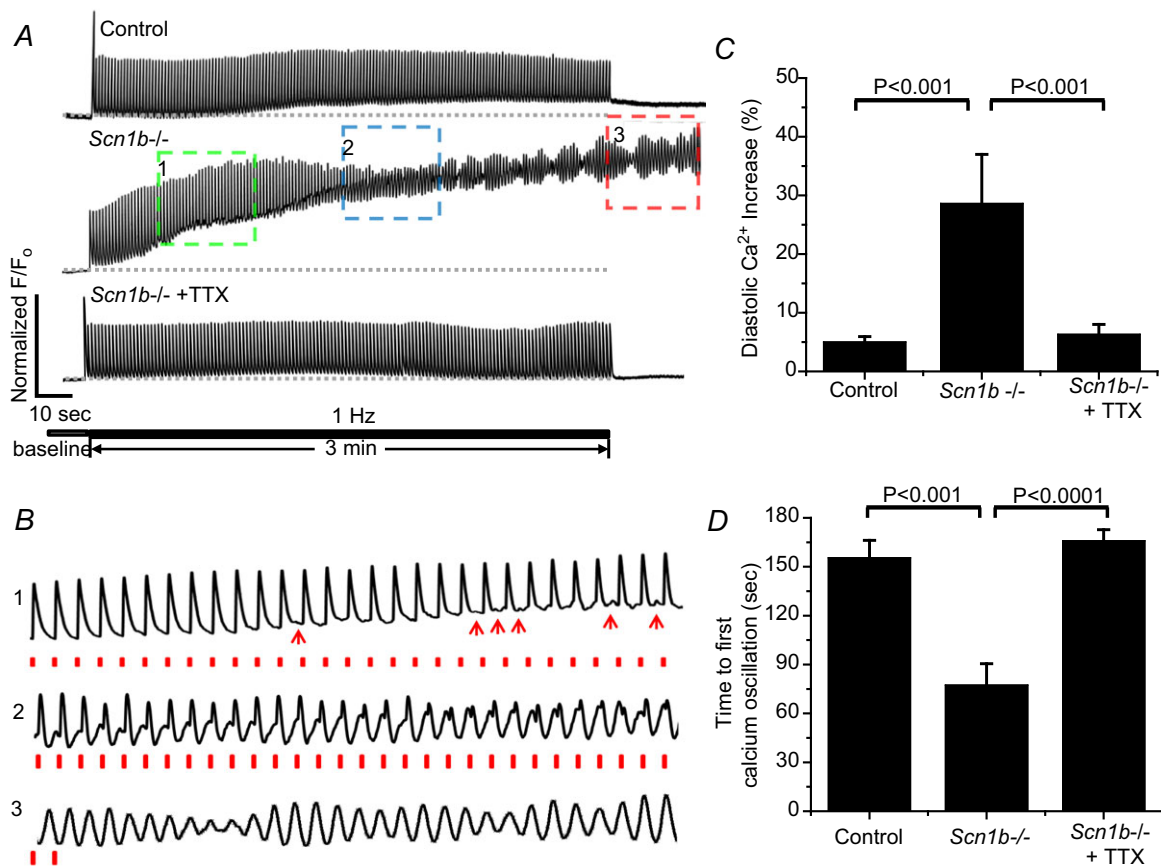 A
Control
Scn1b-/-
1
2
3
Scn1b-/- +TTX
Normalized F/Fo
10 sec
1 Hz
baseline
3 min
B
1
2
3
C
P<0.001
P<0.001
Diastolic Ca²⁺ Increase (%)
50
40
30
20
10
0
Control
Scn1b -/-
Scn1b-/-
+ TTX
D
P<0.001
P<0.0001
Time to first
calcium oscillation (sec)
180
150
120
90
60
30
0
Control
Scn1b-/-
Scn1b-/-
+ TTX